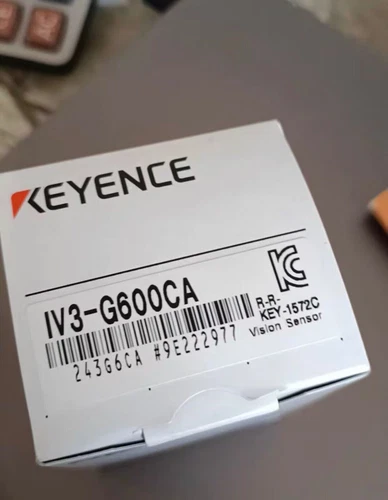 KEYENCE
IV3-G600CA
243G6CA #9E222977
R-R-
KEY-1572C
Vision Sensor